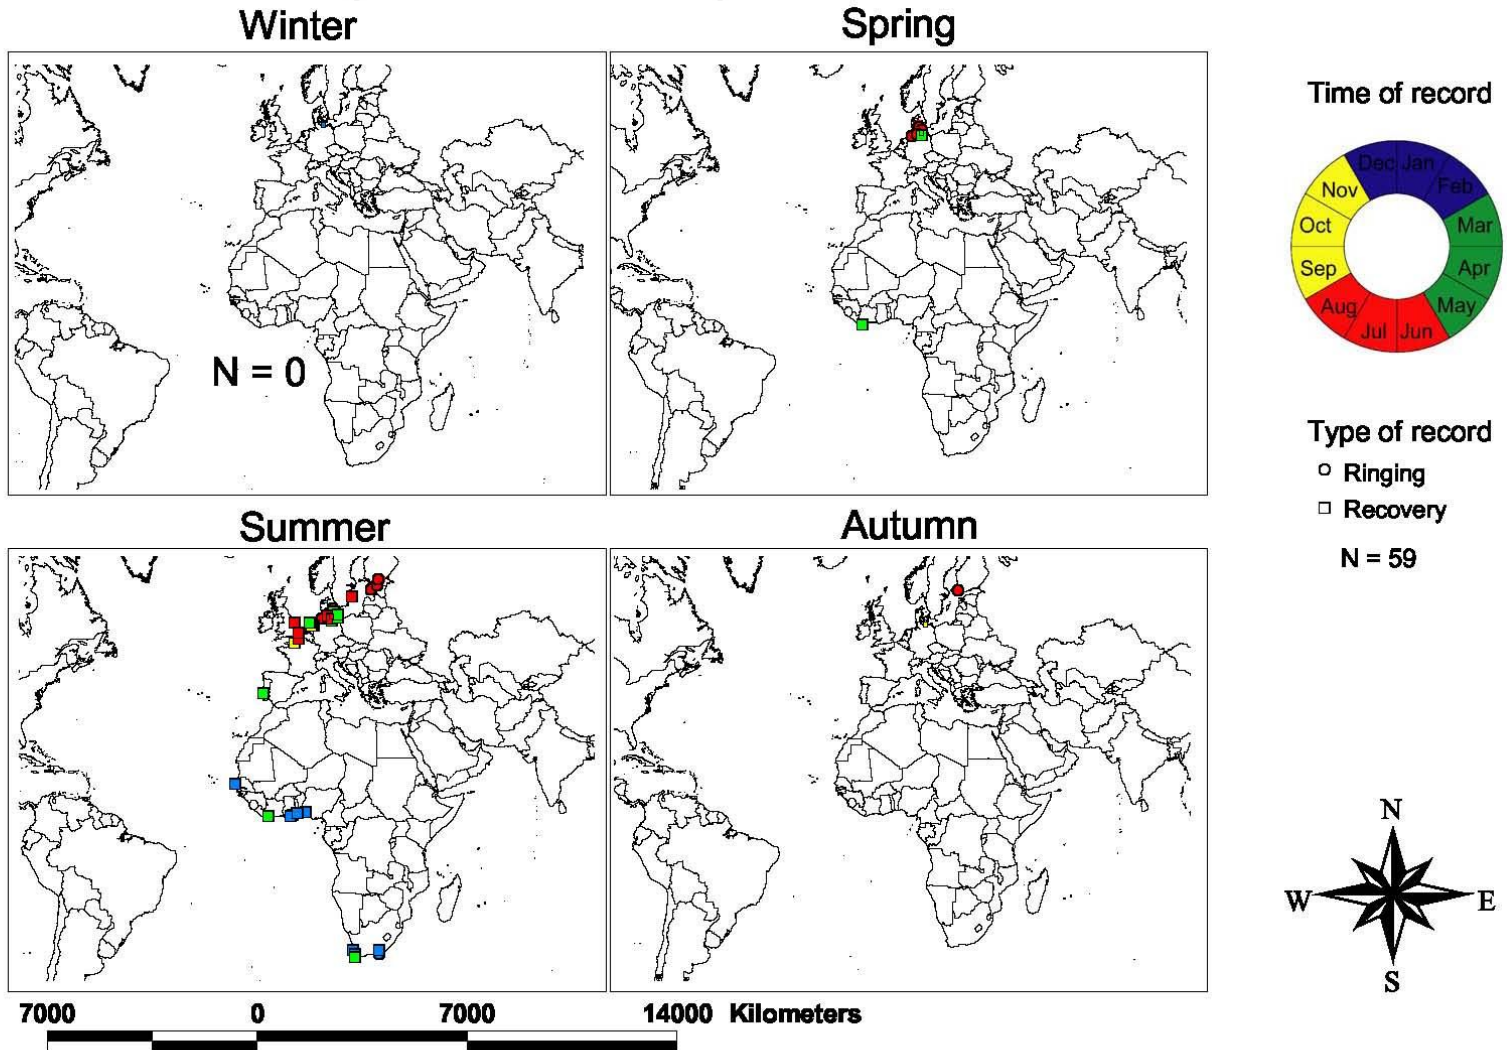 Winter
Spring
N = 0
Summer
Autumn
Time of record
Dec
Jan
Feb
Mar
Apr
May
Jun
Jul
Aug
Sep
Oct
Nov
Type of record
Ringing
Recovery
N = 59
N
W
E
S
7000 0 7000 14000 Kilometers